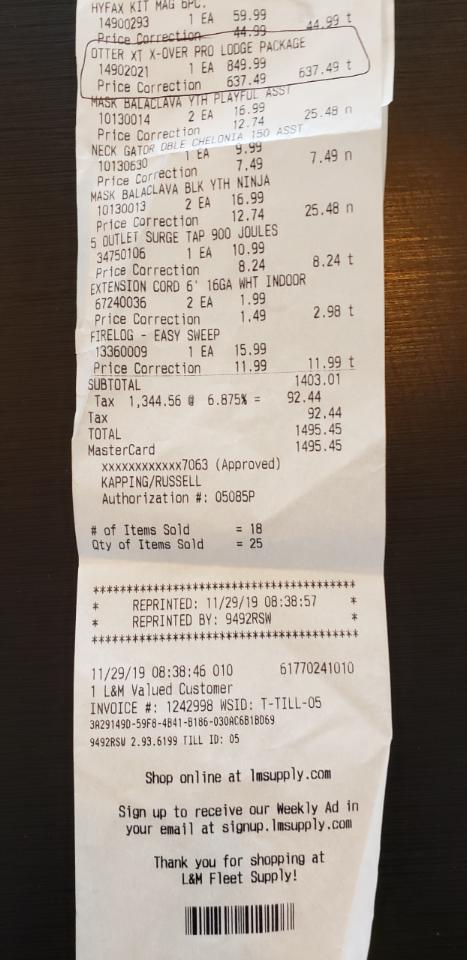 HYFAX KIT MAG 6PC.
14900293 1 EA 59.99
Price Correction 44.99 44.99 t
OTTER XT X-OVER PRO LODGE PACKAGE
14902021 1 EA 849.99
Price Correction 637.49 637.49 t
MASK BALACLAVA YTH PLAYFUL ASST
10130014 2 EA 16.99
Price Correction 12.74 25.48 n
NECK GATOR DBLE CHELONIA 150 ASST
10130630 1 EA 9.99
Price Correction 7.49 7.49 n
MASK BALACLAVA BLK YTH NINJA
10130013 2 EA 16.99
Price Correction 12.74 25.48 n
5 OUTLET SURGE TAP 900 JOULES
34750106 1 EA 10.99
Price Correction 8.24 8.24 t
EXTENSION CORD 6' 16GA WHT INDOOR
67240036 2 EA 1.99
Price Correction 1.49 2.98 t
FIRELOG - EASY SWEEP
13360009 1 EA 15.99
Price Correction 11.99 11.99 t
SUBTOTAL 1403.01
Tax 1,344.56 @ 6.875% = 92.44
Tax 92.44
TOTAL 1495.45
MasterCard 1495.45
xxxxxxxxxxxx7063 (Approved)
KAPPING/RUSSELL
Authorization #: 05085P
# of Items Sold = 18
Qty of Items Sold = 25
****************************************
* REPRINTED: 11/29/19 08:38:57 *
* REPRINTED BY: 9492RSW *
****************************************
11/29/19 08:38:46 010 61770241010
1 L&M Valued Customer
INVOICE #: 1242998 WSID: T-TILL-05
3A29149D-59F8-4B41-B186-030AC6B1BD69
9492RSW 2.93.6199 TILL ID: 05
Shop online at lmsupply.com
Sign up to receive our Weekly Ad in
your email at signup.lmsupply.com
Thank you for shopping at
L&M Fleet Supply!